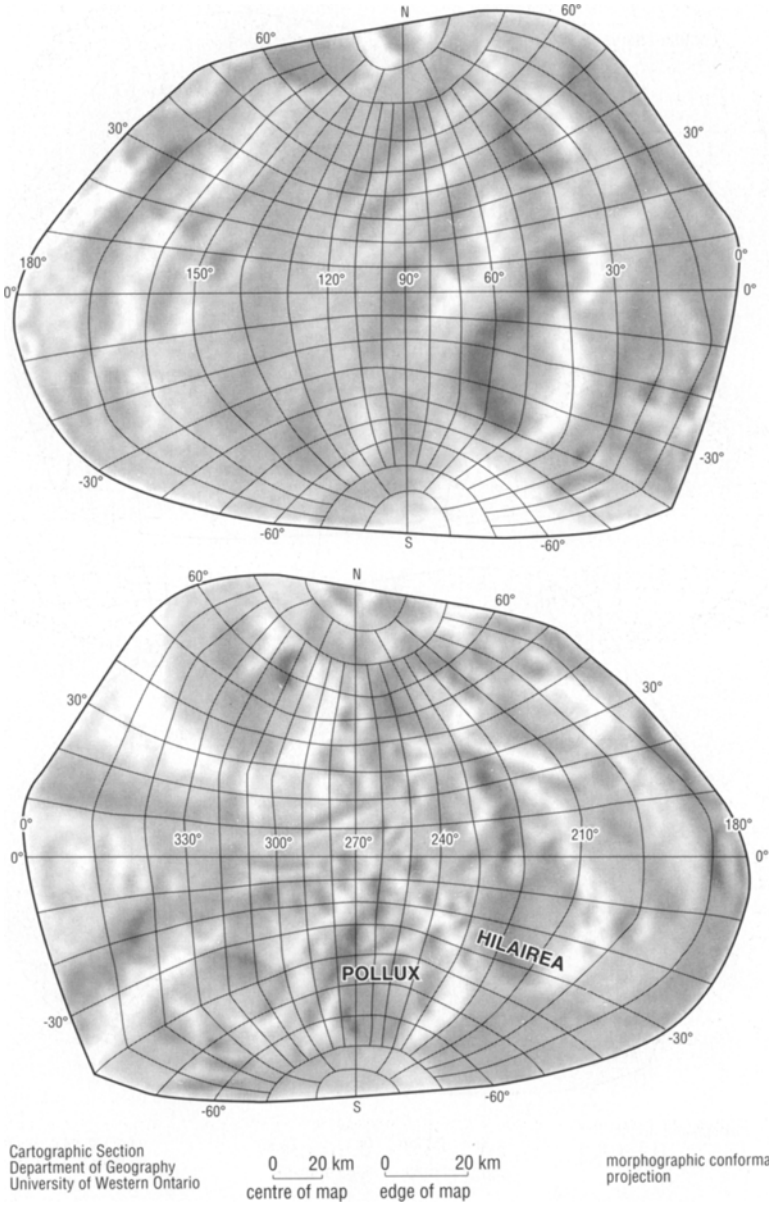 N
60°
60°
30°
30°
180°
150°
120°
90°
60°
30°
0°
0°
0°
-30°
-30°
-60°
-60°
S
N
60°
60°
30°
30°
0°
330°
300°
270°
240°
210°
180°
0°
0°
HILAIREA
POLLUX
-30°
-30°
-60°
-60°
S
Cartographic Section
Department of Geography
University of Western Ontario
0 20 km
centre of map
0 20 km
edge of map
morphographic conforma
projection